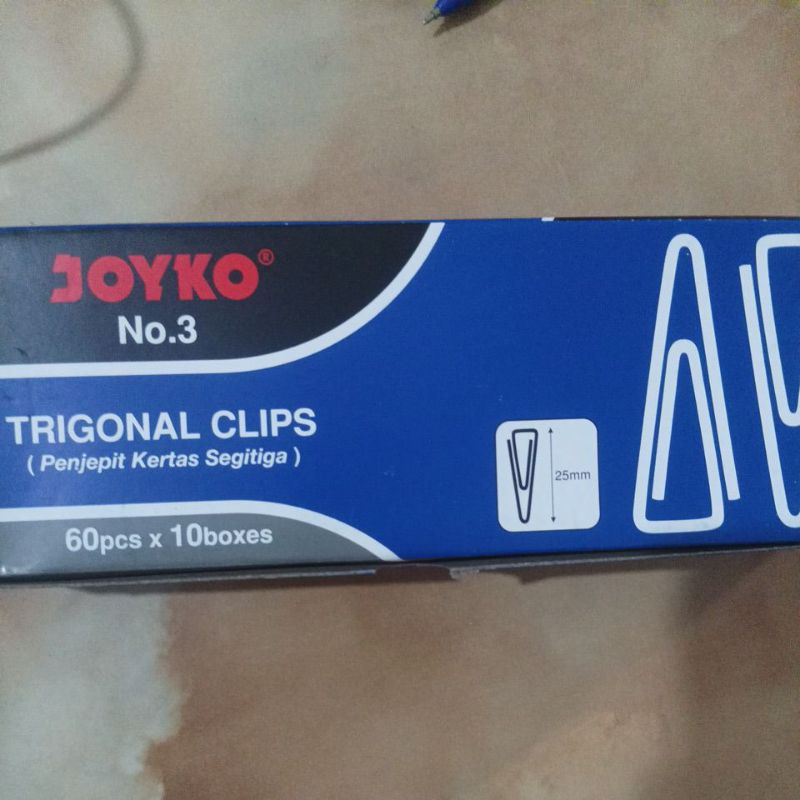 JOYKO®
No.3
TRIGONAL CLIPS
( Penjepit Kertas Segitiga )
60pcs x 10boxes
25mm